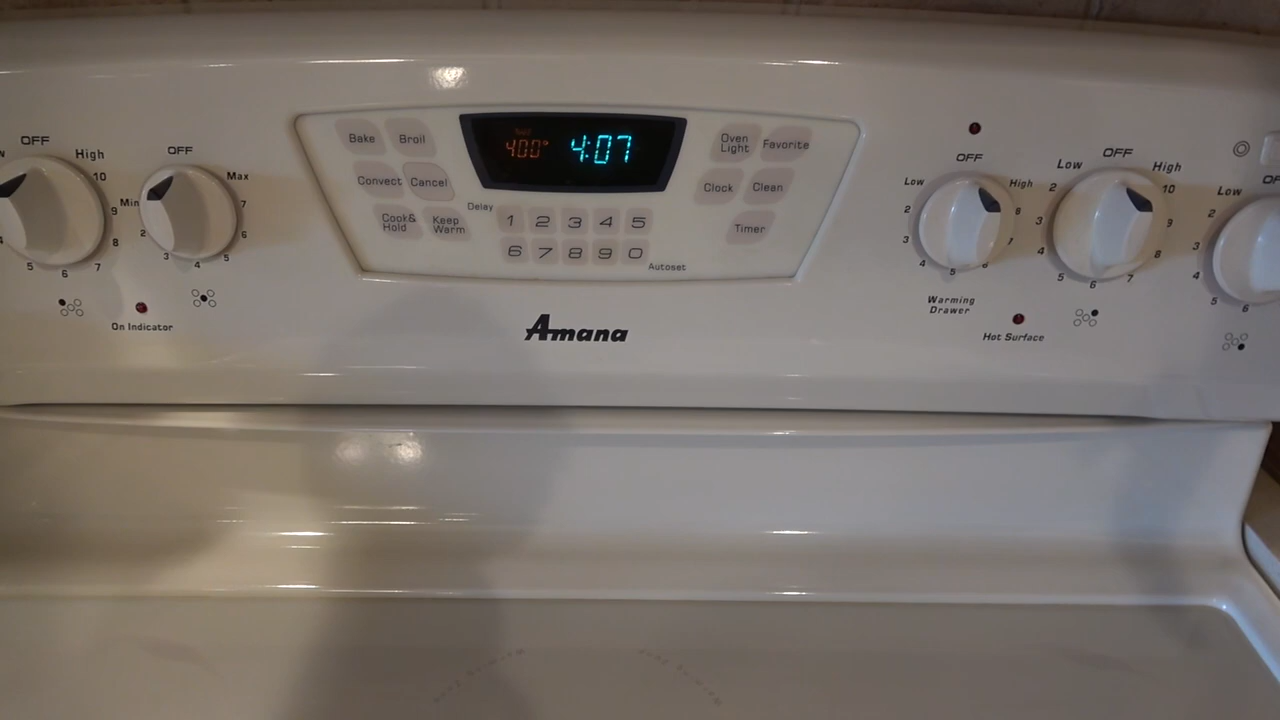 OFF
High
10
9
8
7
6
5
OFF
Min
Max
2
3
4
5
6
7
On Indicator
Bake
Broil
Convect
Cancel
Cook&
Hold
Keep
Warm
400°
4:07
Delay
1 2 3 4 5
6 7 8 9 0
Autoset
Oven
Light
Favorite
Clock
Clean
Timer
Amana
OFF
Low
High
2
3
4
5
6
7
8
Warming
Drawer
Hot Surface
OFF
Low
High
2
3
4
5
6
7
8
9
10
Low
2
3
4
5
6